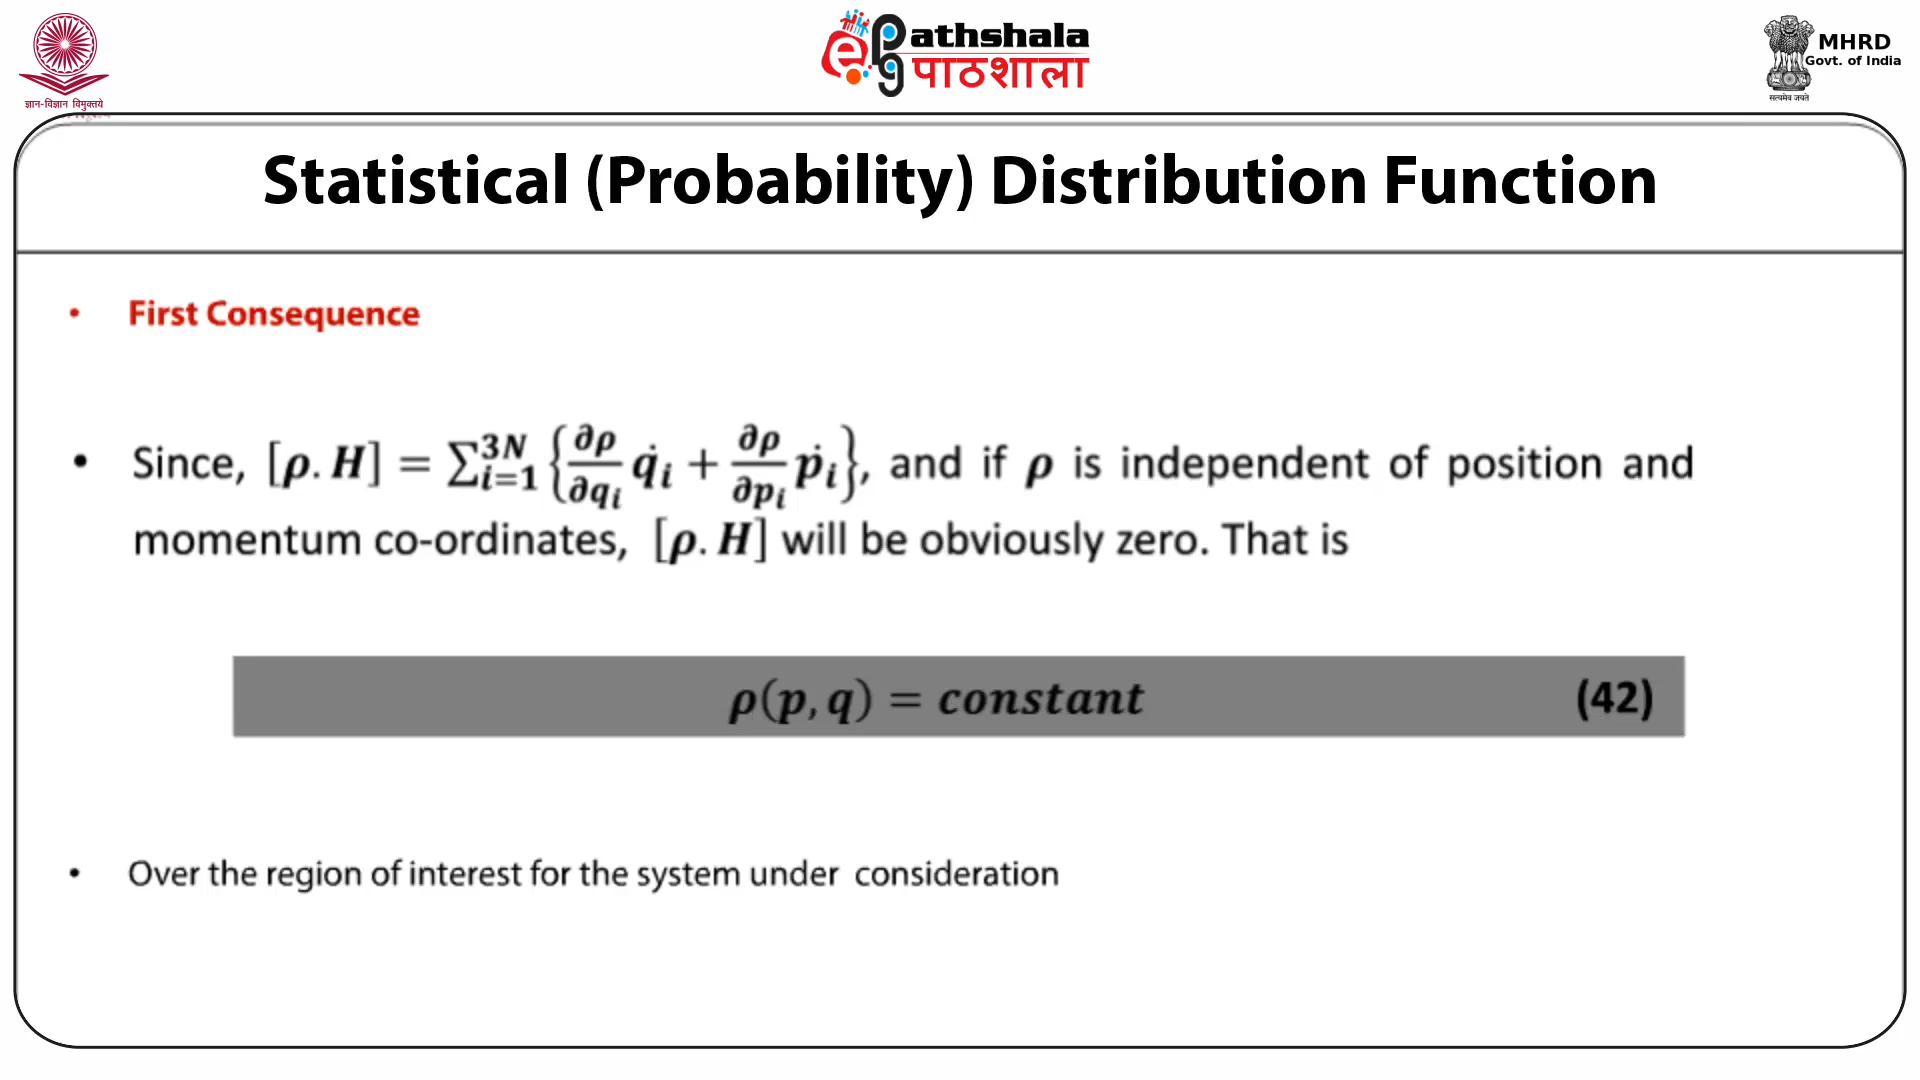 ज्ञान-विज्ञान विमुक्तये
ePathshala
पाठशाला
MHRD
Govt. of India
सत्यमेव जयते
Statistical (Probability) Distribution Function
• First Consequence
• Since, [ρ.H] = ∑_{i=1}^{3N} {∂ρ/∂q_i q̇_i + ∂ρ/∂p_i ṗ_i}, and if ρ is independent of position and
momentum co-ordinates, [ρ.H] will be obviously zero. That is
ρ(p, q) = constant (42)
• Over the region of interest for the system under consideration